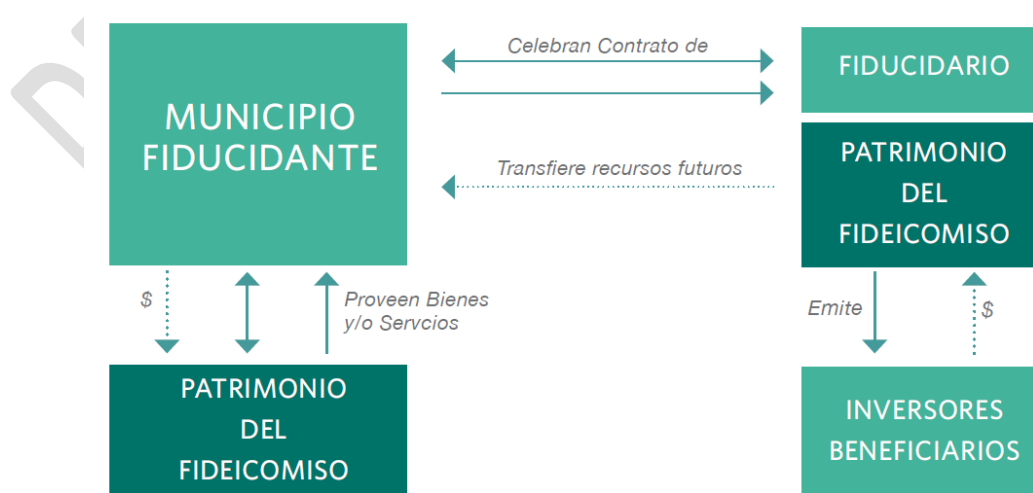 MUNICIPIO
FIDUCIDANTE
Celebran Contrato de
FIDUCIDARIO
Transfiere recursos futuros
PATRIMONIO
DEL
FIDEICOMISO
$
Proveen Bienes
y/o Servcios
Emite
$
PATRIMONIO
DEL
FIDEICOMISO
INVERSORES
BENEFICIARIOS